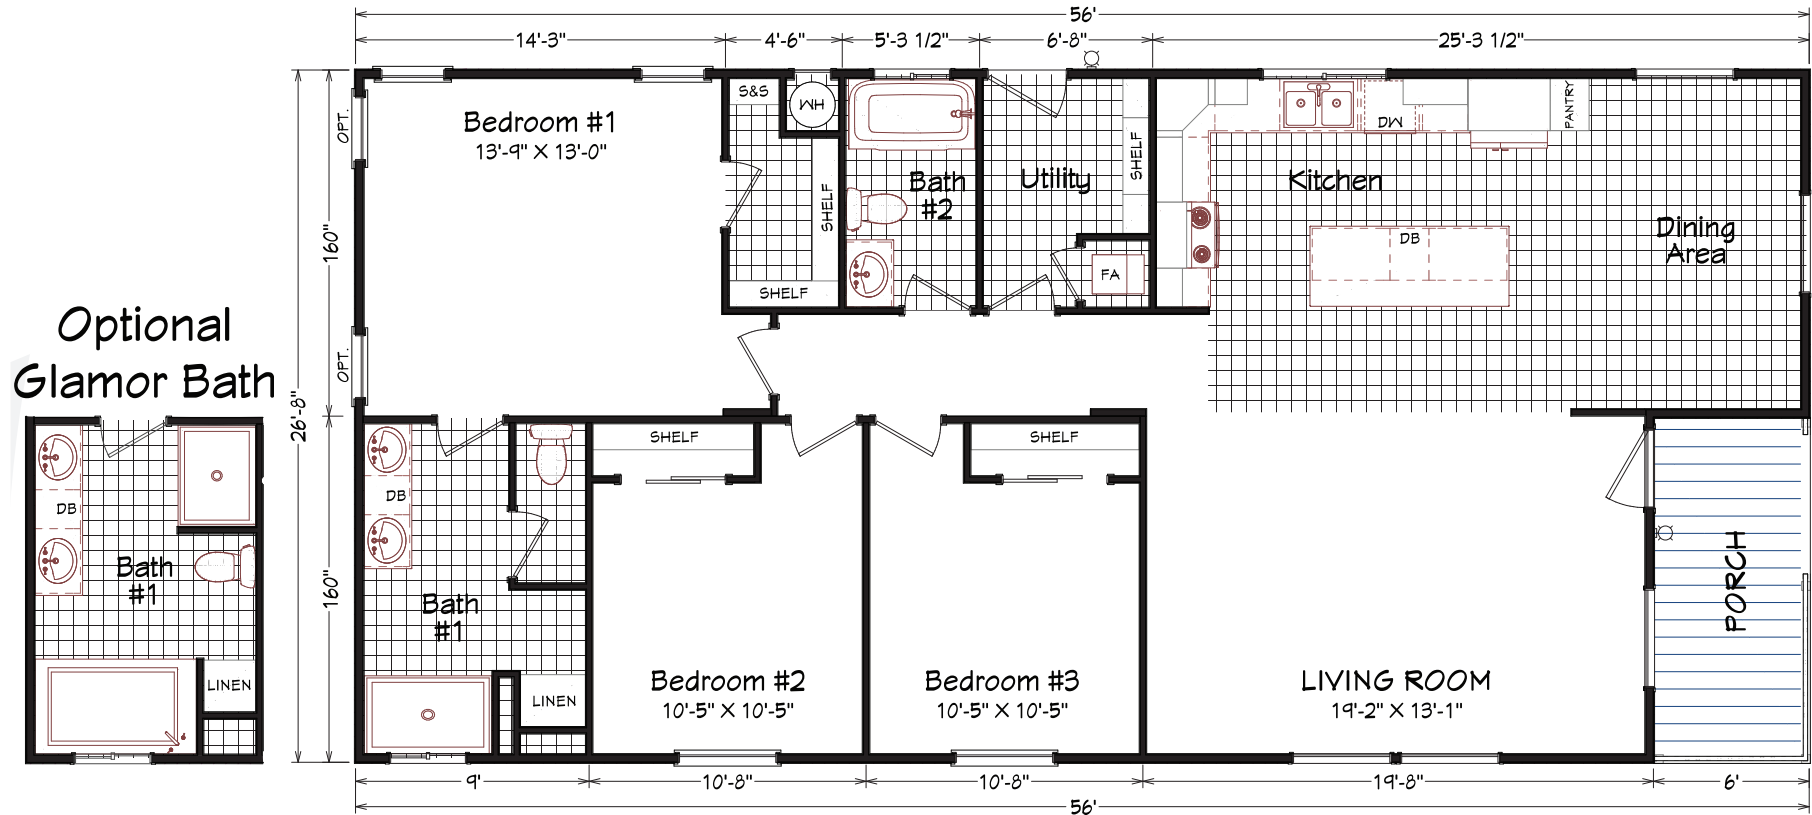 56'
14'-3"
4'-6"
5'-3 1/2"
6'-8"
25'-3 1/2"
S&S
WH
OPT.
Bedroom #1
13'-9" X 13'-0"
SHELF
SHELF
Bath
#2
Utility
SHELF
FA
DW
PANTRY
Kitchen
DB
Dining
Area
160"
26'-8"
OPT.
Optional
Glamor Bath
DB
Bath
#1
LINEN
160"
DB
Bath
#1
LINEN
SHELF
Bedroom #2
10'-5" X 10'-5"
SHELF
Bedroom #3
10'-5" X 10'-5"
LIVING ROOM
19'-2" X 13'-1"
PORCH
9'
10'-8"
10'-8"
19'-8"
6'
56'